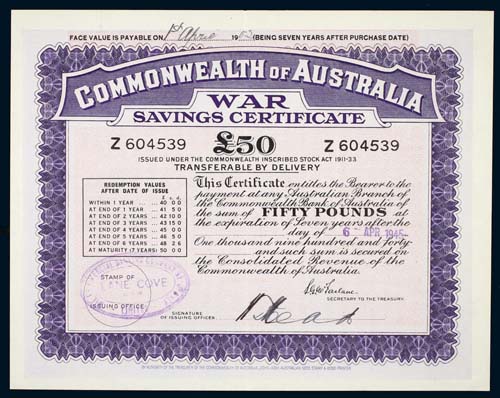 FACE VALUE IS PAYABLE ON 1st April 1952 (BEING SEVEN YEARS AFTER PURCHASE DATE)
COMMONWEALTH OF AUSTRALIA
WAR
SAVINGS CERTIFICATE
Z 604539 £50 Z 604539
ISSUED UNDER THE COMMONWEALTH INSCRIBED STOCK ACT 1911-33
TRANSFERABLE BY DELIVERY
REDEMPTION VALUES
AFTER DATE OF ISSUE
£ s d
WITHIN 1 YEAR ... 40 0 0
AT END OF 1 YEAR ... 41 5 0
AT END OF 2 YEARS 42 10 0
AT END OF 3 YEARS 43 15 0
AT END OF 4 YEARS ... 45 0 0
AT END OF 5 YEARS ... 46 5 0
AT END OF 6 YEARS ... 48 2 6
AT MATURITY (7 YEARS) 50 0 0
This Certificate entitles the Bearer to the
payment at any Australian Branch of
the Commonwealth Bank of Australia of
the sum of FIFTY POUNDS at
the expiration of Seven years after the
day of 6 - APR 1945
One thousand nine hundred and forty-
and such sum is secured on
the Consolidated Revenue of the
Commonwealth of Australia.
STAMP OF
LANE COVE
ISSUING OFFICE
SECRETARY TO THE TREASURY.
SIGNATURE
OF ISSUING OFFICER